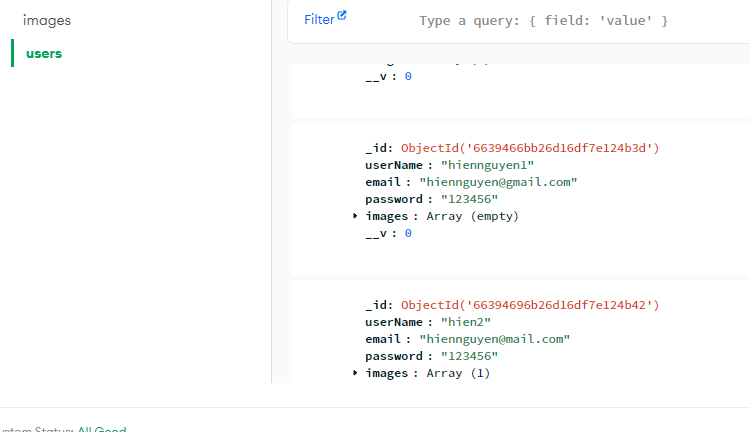 images
users
Filter
Type a query: { field: 'value' }
__v : 0
_id: ObjectId('6639466bb26d16df7e124b3d')
userName : "hiennguyen1"
email : "hiennguyen@gmail.com"
password : "123456"
images : Array (empty)
__v : 0
_id: ObjectId('66394696b26d16df7e124b42')
userName : "hien2"
email : "hiennguyen@mail.com"
password : "123456"
images : Array (1)
ystem Status: All Good